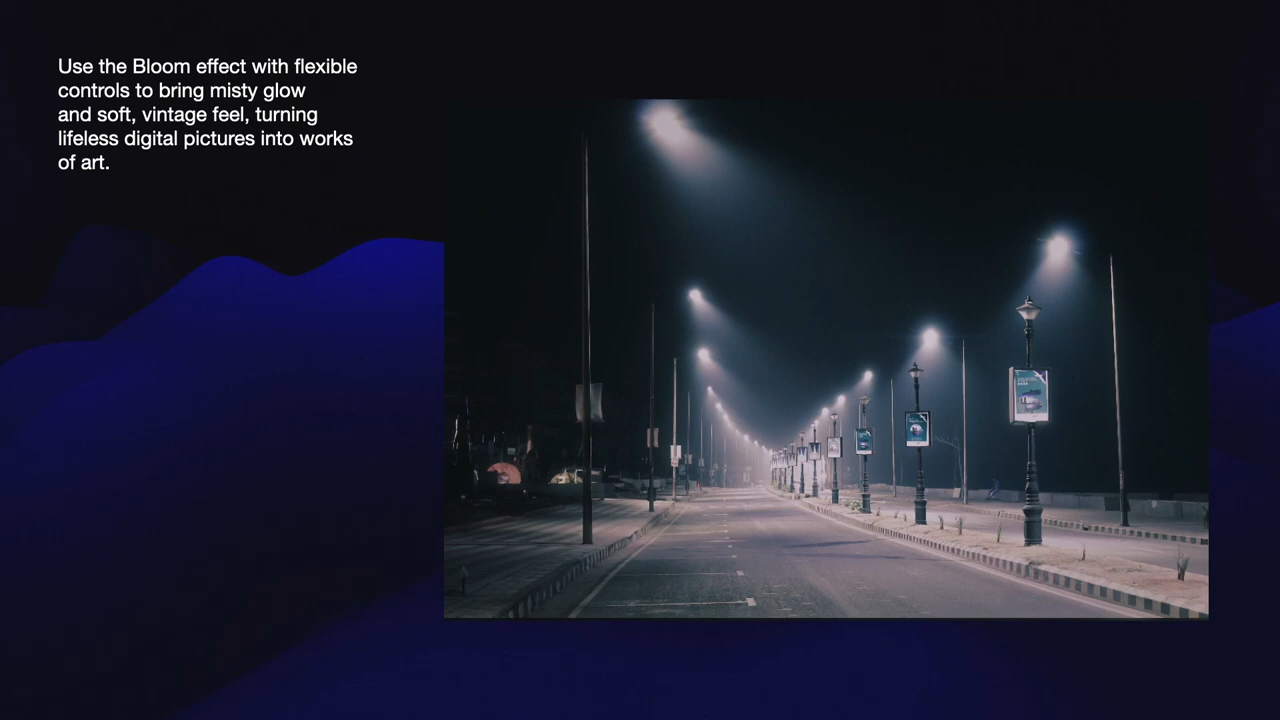 Use the Bloom effect with flexible
controls to bring misty glow
and soft, vintage feel, turning
lifeless digital pictures into works
of art.